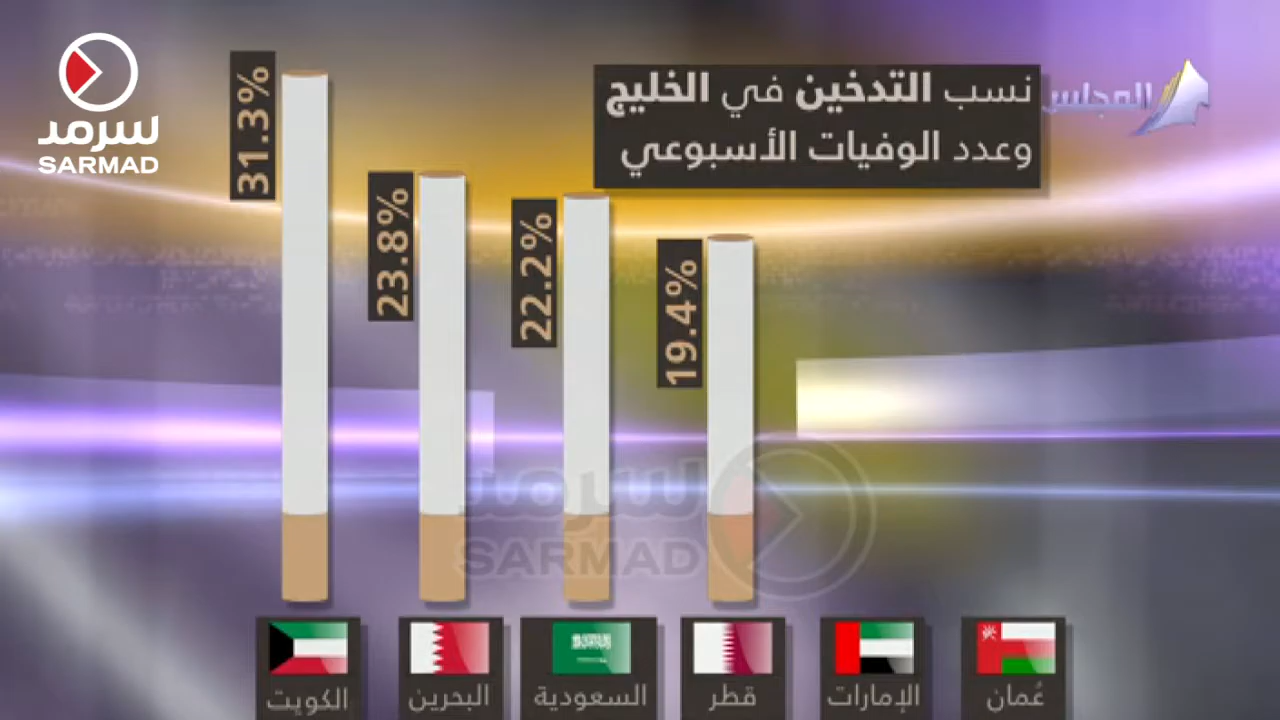 سرمد
SARMAD
المجلس
نسب التدخين في الخليج
وعدد الوفيات الأسبوعي
31.3%
23.8%
22.2%
19.4%
سرمد
SARMAD
الكويت
البحرين
السعودية
قطر
الإمارات
عُمان